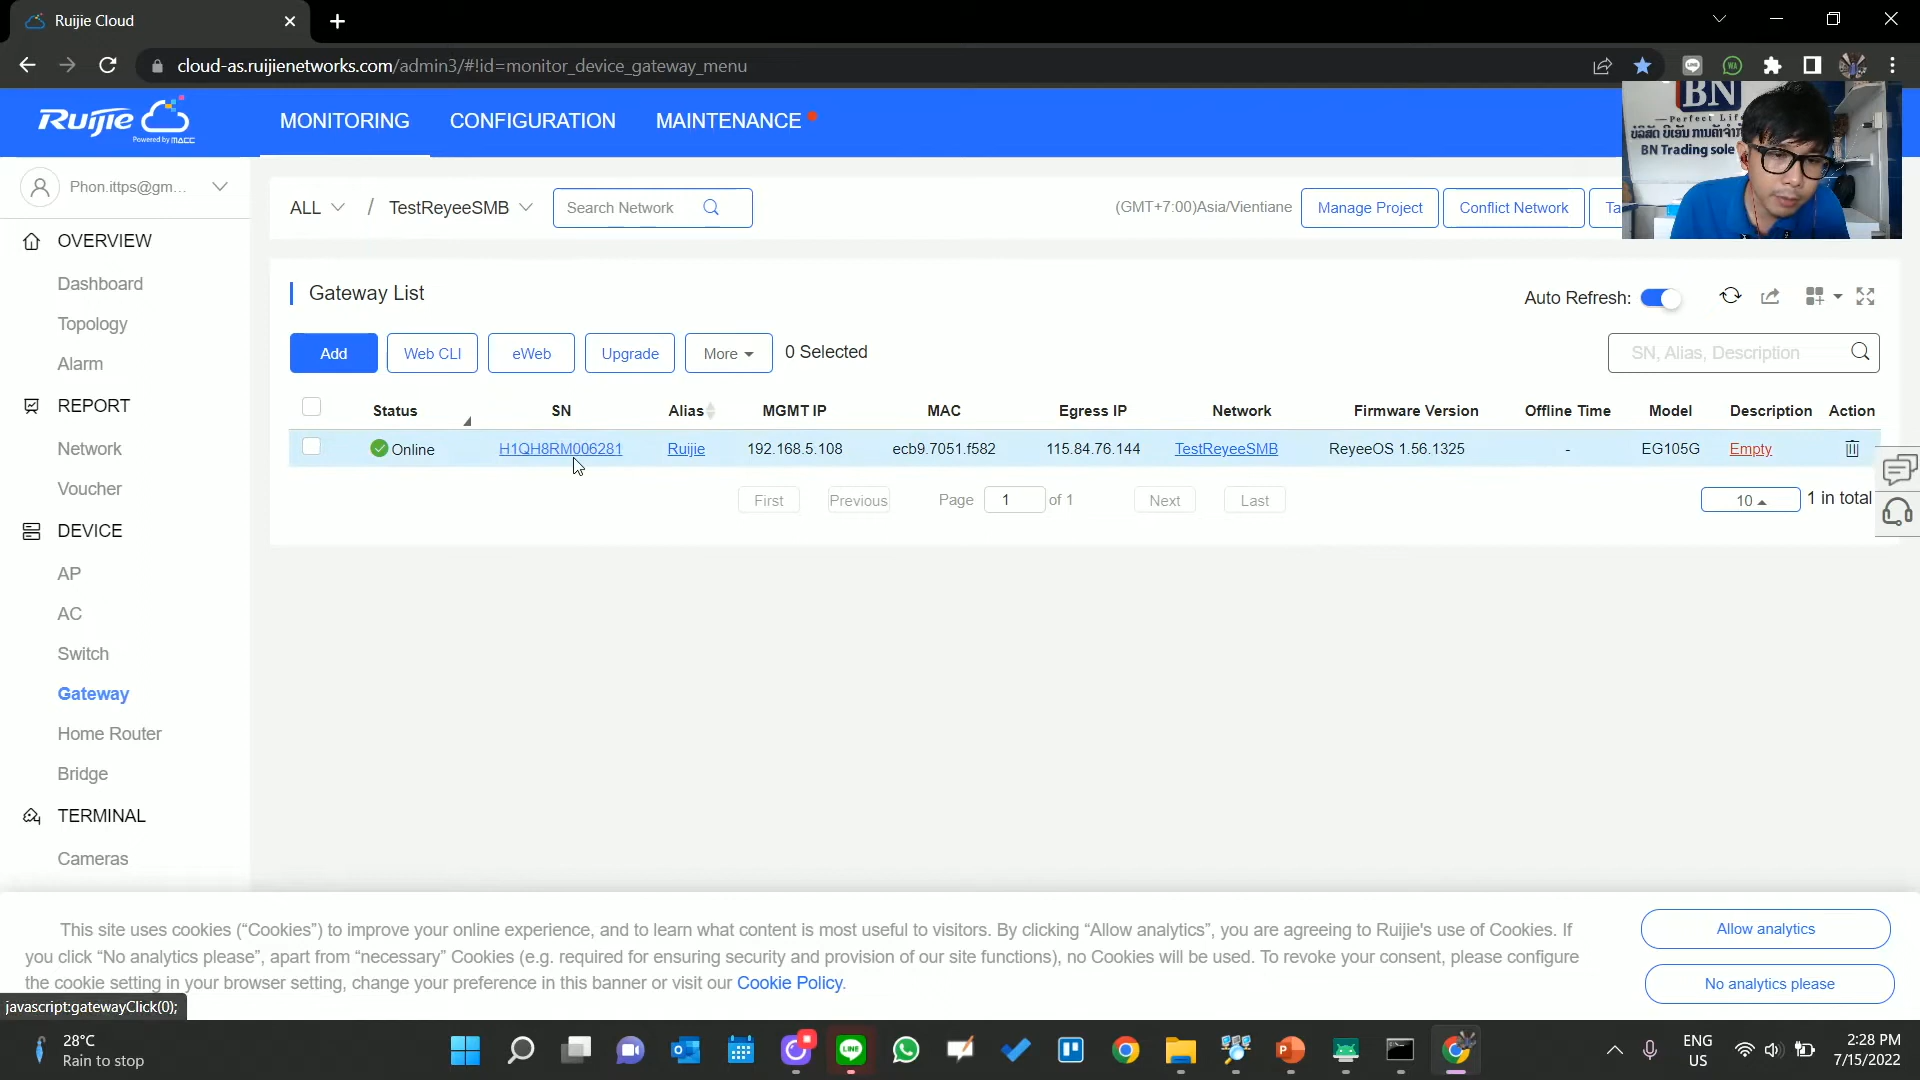 Ruijie Cloud
cloud-as.ruijienetworks.com/admin3/#!id=monitor_device_gateway_menu
Ruijie
Powered by MACC
MONITORING
CONFIGURATION
MAINTENANCE
BN
Perfect Life
BN Trading sole
Phon.ittps@gm...
ALL / TestReyeeSMB
Search Network
(GMT+7:00)Asia/Vientiane
Manage Project
Conflict Network
Ta
OVERVIEW
Dashboard
Topology
Alarm
REPORT
Network
Voucher
DEVICE
AP
AC
Switch
Gateway
Home Router
Bridge
TERMINAL
Cameras
Gateway List
Auto Refresh:
Add
Web CLI
eWeb
Upgrade
More
0 Selected
SN, Alias, Description
Status SN Alias MGMT IP MAC Egress IP Network Firmware Version Offline Time Model Description Action
Online H1QH8RM006281 Ruijie 192.168.5.108 ecb9.7051.f582 115.84.76.144 TestReyeeSMB ReyeeOS 1.56.1325 - EG105G Empty
First Previous Page 1 of 1 Next Last
10 1 in total
This site uses cookies (“Cookies”) to improve your online experience, and to learn what content is most useful to visitors. By clicking “Allow analytics”, you are agreeing to Ruijie's use of Cookies. If
you click “No analytics please”, apart from “necessary” Cookies (e.g. required for ensuring security and provision of our site functions), no Cookies will be used. To revoke your consent, please configure
the cookie setting in your browser setting, change your preference in this banner or visit our Cookie Policy.
Allow analytics
No analytics please
javascript:gatewayClick(0);
28°C
Rain to stop
LINE
ENG
US
2:28 PM
7/15/2022